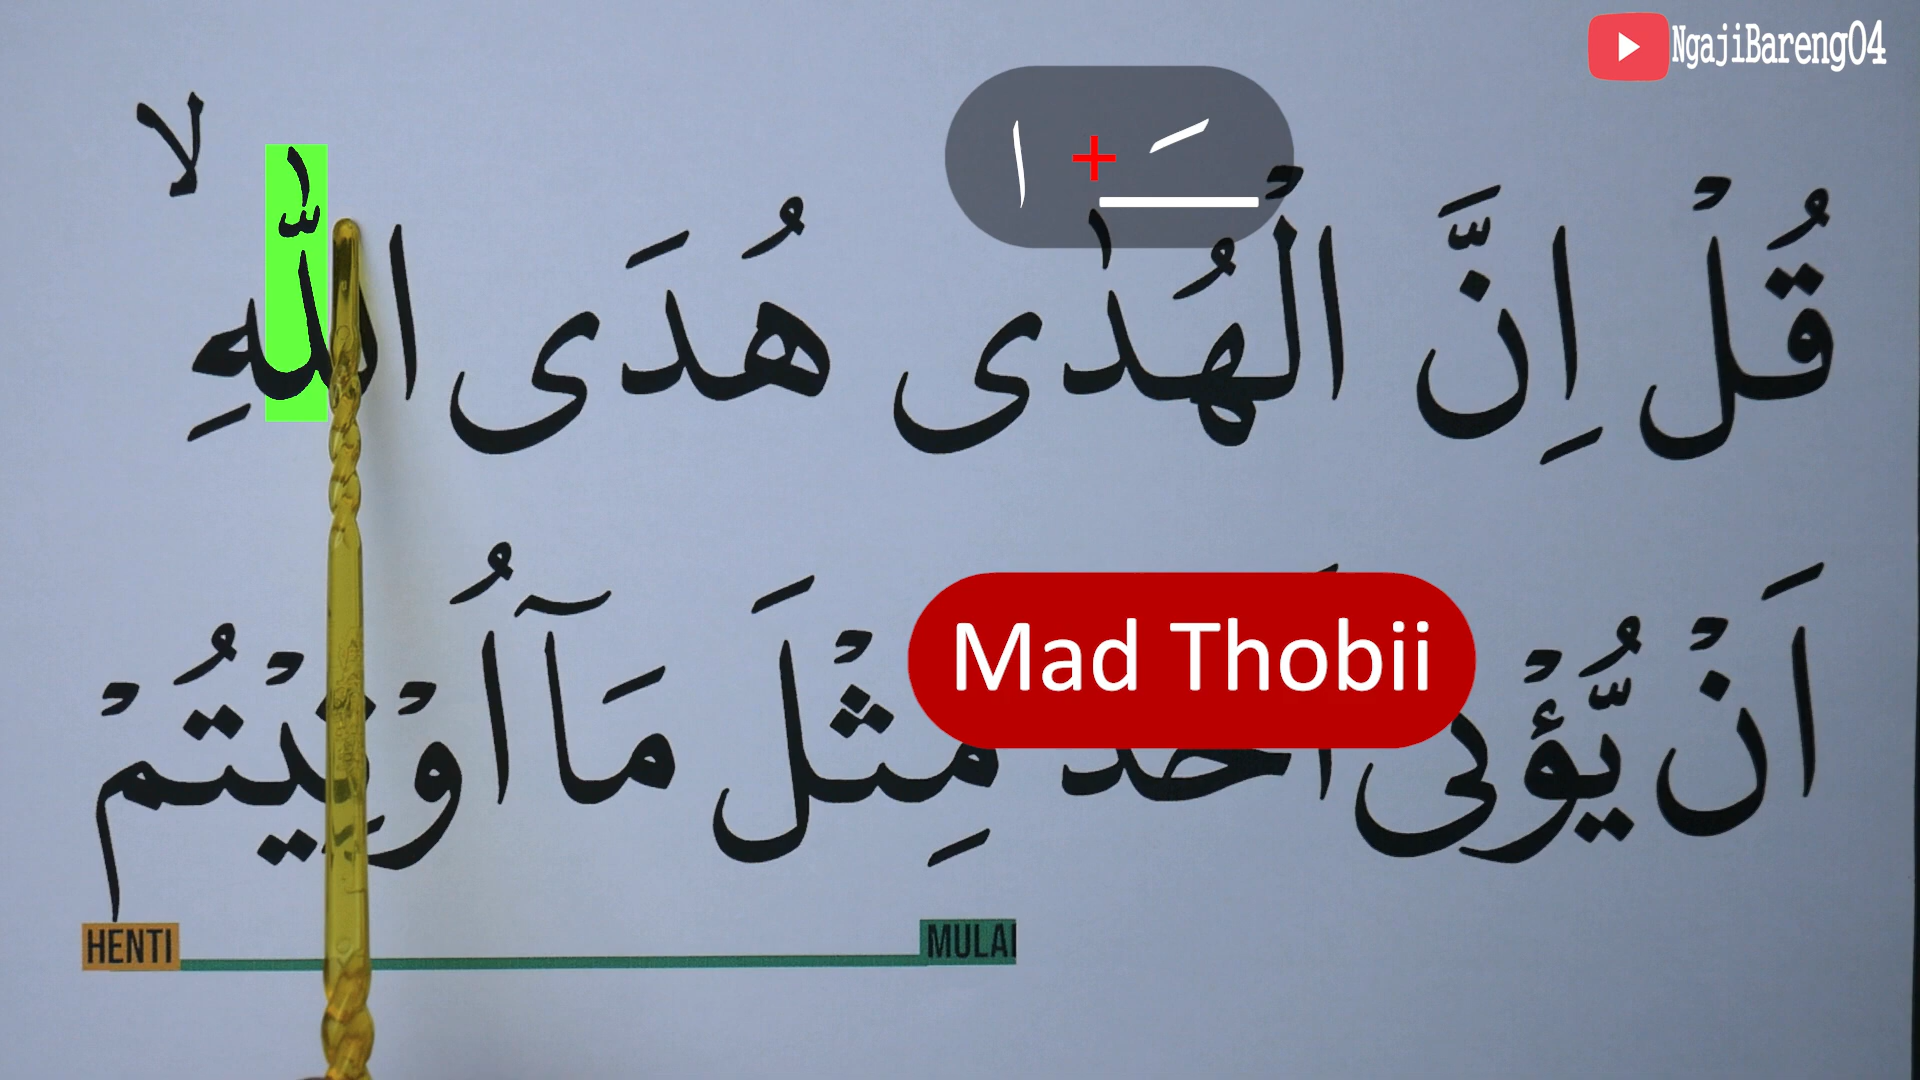 NgajiBareng04
لا
ا + ـَ
قُلْ اِنَّ الْهُدٰى هُدَى اللّٰهِ
Mad Thobii
اَنْ يُّؤْتٰى اَحَدٌ مِثْلَ مَآ اُوْتِيْتُمْ
HENTI MULAI